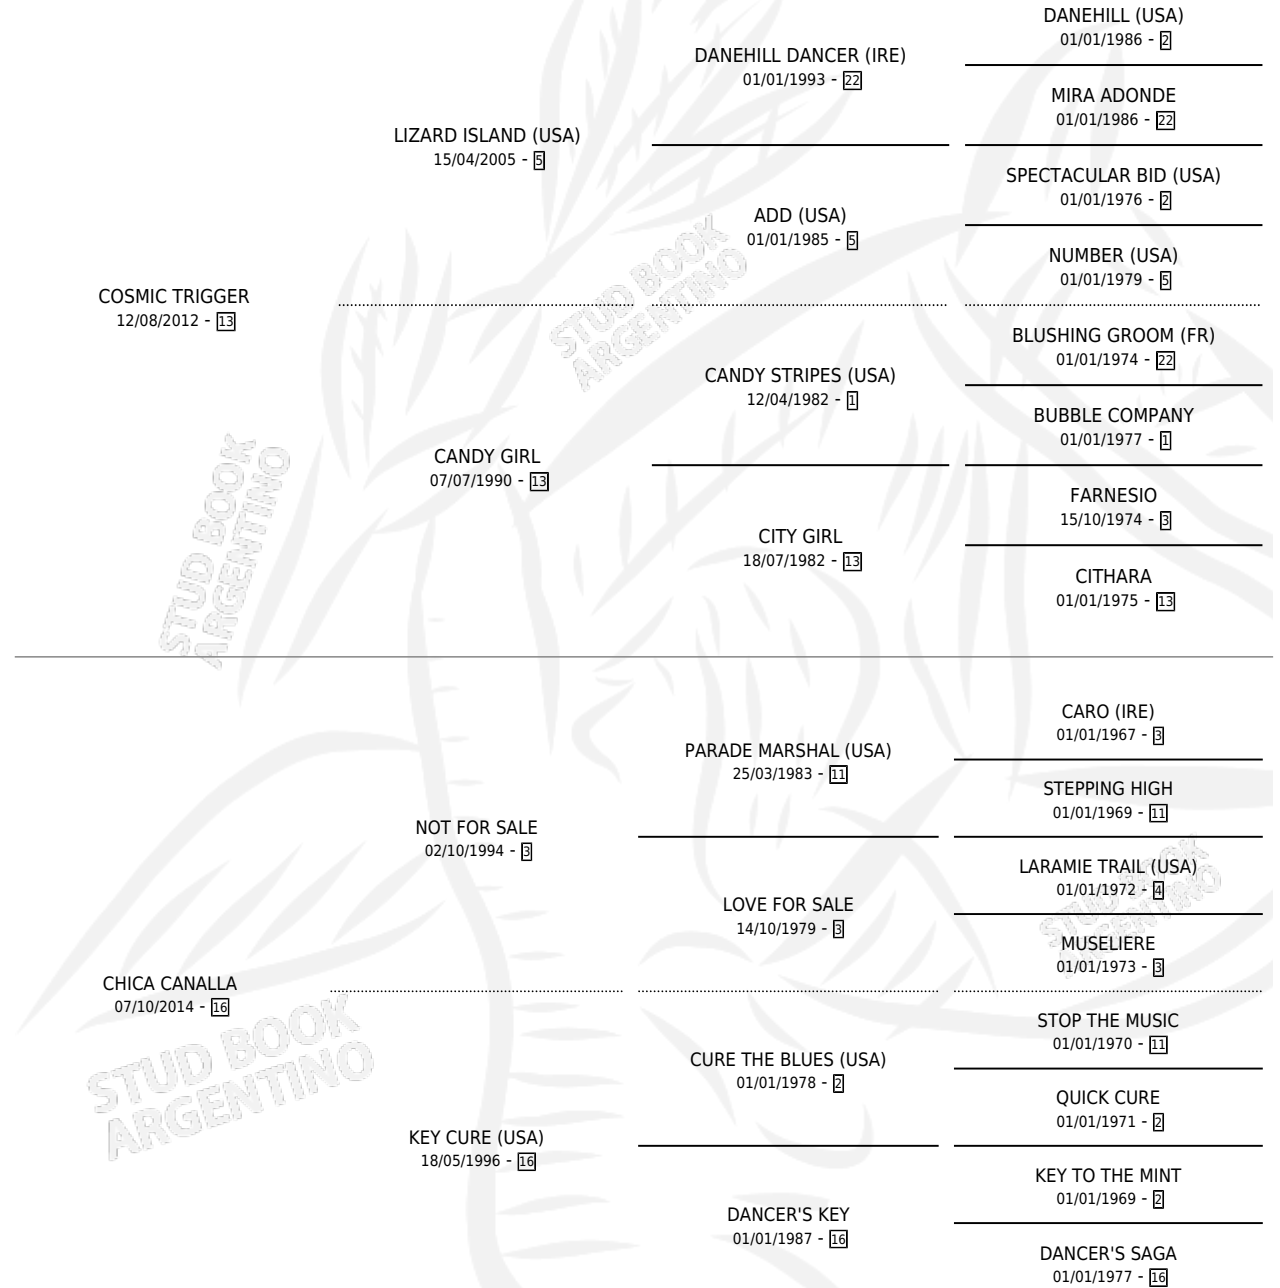 DANEHILL (USA)
01/01/1986 - 2
DANEHILL DANCER (IRE)
01/01/1993 - 22
MIRA ADONDE
01/01/1986 - 22
LIZARD ISLAND (USA)
15/04/2005 - 5
SPECTACULAR BID (USA)
01/01/1976 - 2
ADD (USA)
01/01/1985 - 5
NUMBER (USA)
01/01/1979 - 5
COSMIC TRIGGER
12/08/2012 - 13
BLUSHING GROOM (FR)
01/01/1974 - 22
CANDY STRIPES (USA)
12/04/1982 - 1
BUBBLE COMPANY
01/01/1977 - 1
CANDY GIRL
07/07/1990 - 13
FARNESIO
15/10/1974 - 3
CITY GIRL
18/07/1982 - 13
CITHARA
01/01/1975 - 13
CARO (IRE)
01/01/1967 - 3
PARADE MARSHAL (USA)
25/03/1983 - 11
STEPPING HIGH
01/01/1969 - 11
NOT FOR SALE
02/10/1994 - 3
LARAMIE TRAIL (USA)
01/01/1972 - 4
LOVE FOR SALE
14/10/1979 - 3
MUSELIERE
01/01/1973 - 3
CHICA CANALLA
07/10/2014 - 16
STOP THE MUSIC
01/01/1970 - 11
CURE THE BLUES (USA)
01/01/1978 - 2
QUICK CURE
01/01/1971 - 2
KEY CURE (USA)
18/05/1996 - 16
KEY TO THE MINT
01/01/1969 - 2
DANCER'S KEY
01/01/1987 - 16
DANCER'S SAGA
01/01/1977 - 16
STUD BOOK
ARGENTINO
STUD BOOK
ARGENTINO
STUD BOOK
ARGENTINO
STUD BOOK
ARGENTINO